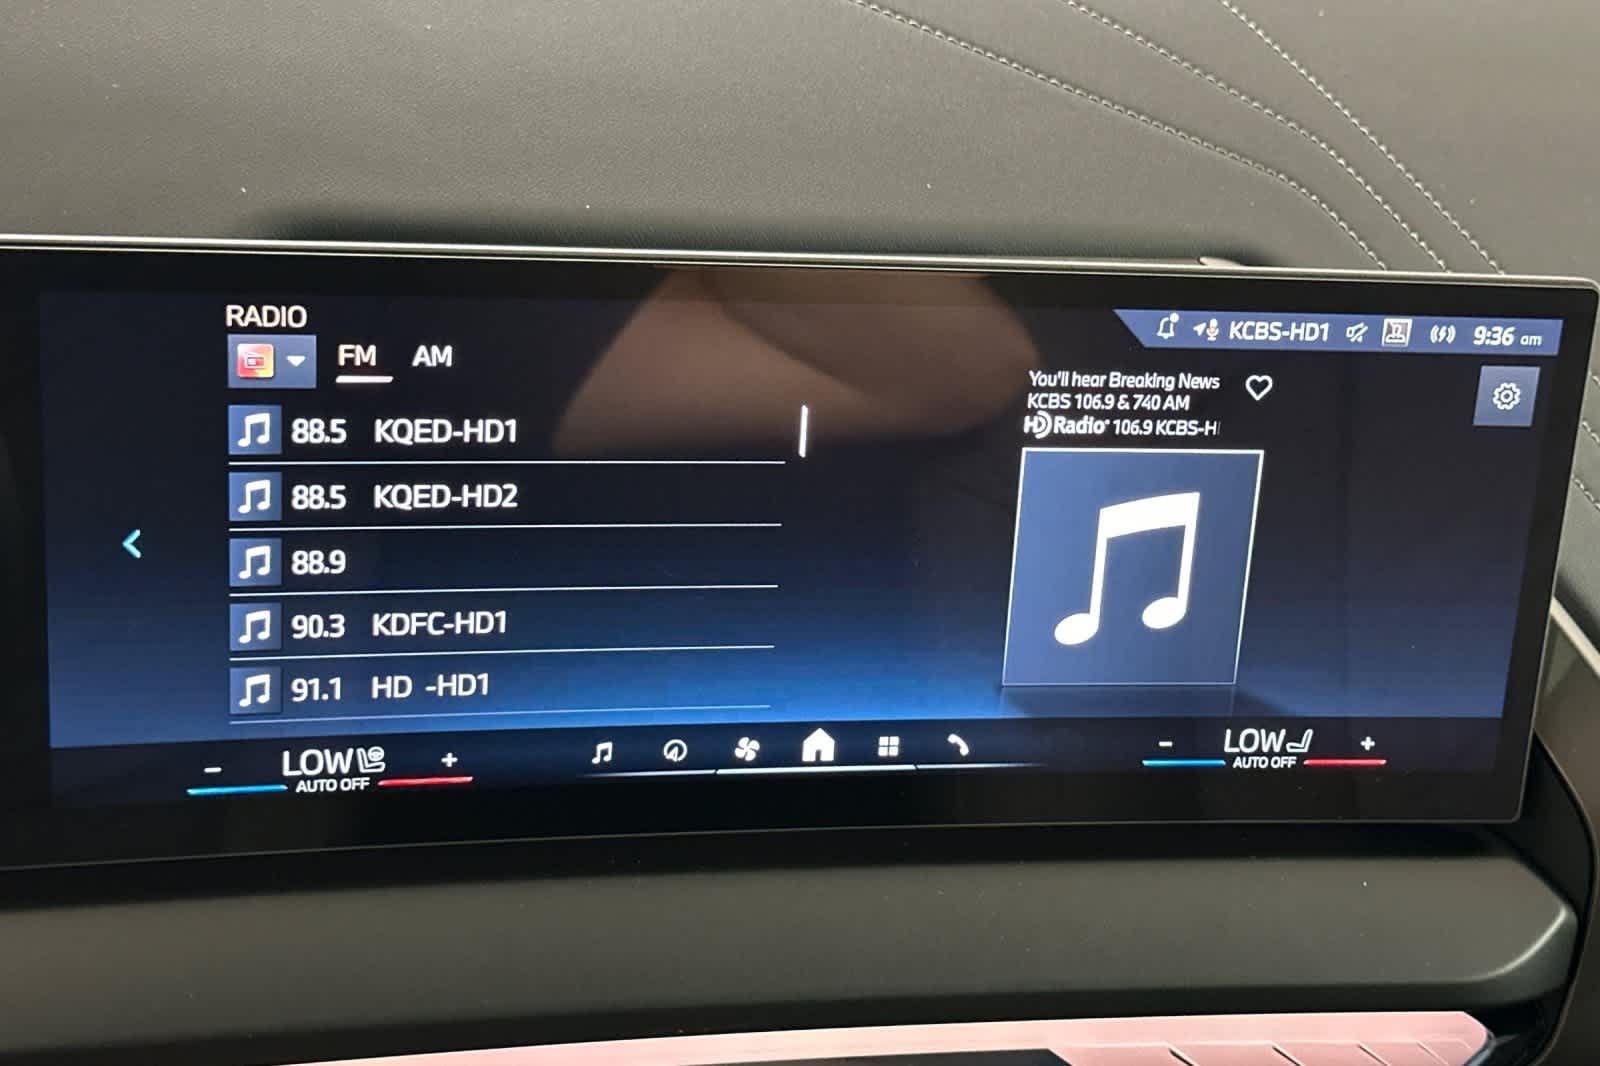 RADIO
FM AM
KCBS-HD1 9:36 am
You'll hear Breaking News
KCBS 106.9 & 740 AM
HD Radio 106.9 KCBS-H
88.5 KQED-HD1
88.5 KQED-HD2
88.9
90.3 KDFC-HD1
91.1 HD -HD1
- LOW +
AUTO OFF
- LOW +
AUTO OFF